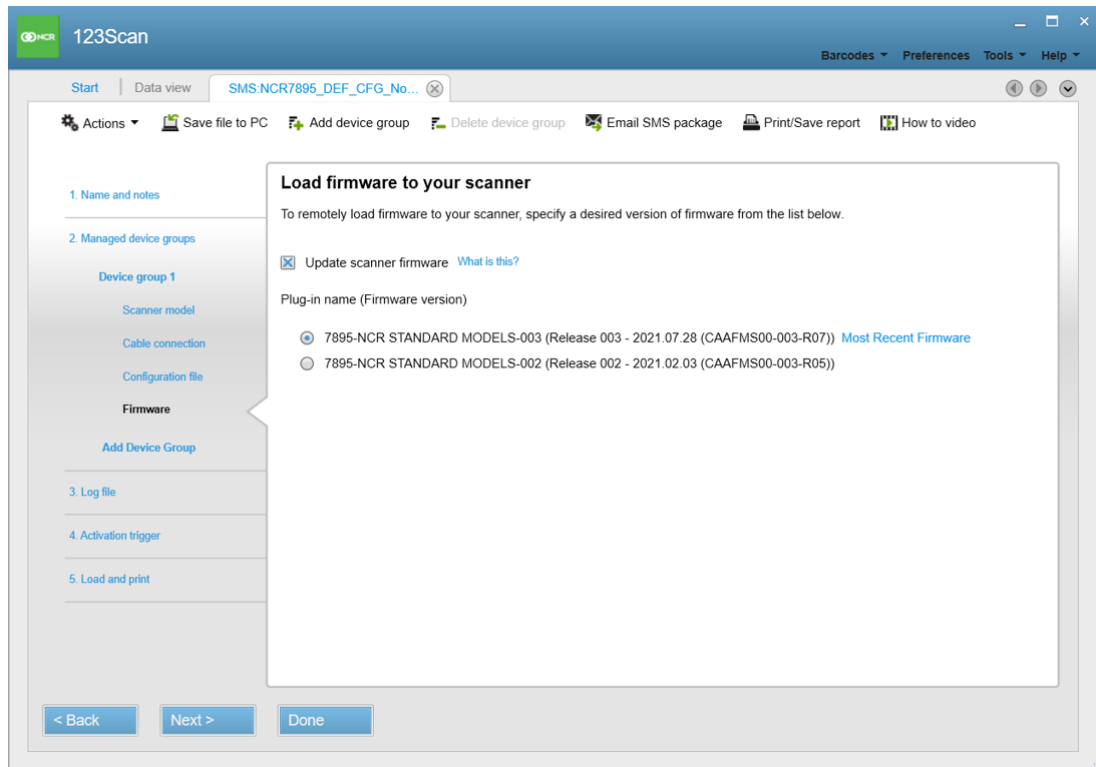 NCR 123Scan
Barcodes Preferences Tools Help
Start Data view SMS:NCR7895_DEF_CFG_No...
Actions Save file to PC Add device group Delete device group Email SMS package Print/Save report How to video
1. Name and notes
2. Managed device groups
Device group 1
Scanner model
Cable connection
Configuration file
Firmware
Add Device Group
3. Log file
4. Activation trigger
5. Load and print
Load firmware to your scanner
To remotely load firmware to your scanner, specify a desired version of firmware from the list below.
Update scanner firmware What is this?
Plug-in name (Firmware version)
7895-NCR STANDARD MODELS-003 (Release 003 - 2021.07.28 (CAAFMS00-003-R07)) Most Recent Firmware
7895-NCR STANDARD MODELS-002 (Release 002 - 2021.02.03 (CAAFMS00-003-R05))
< Back Next > Done